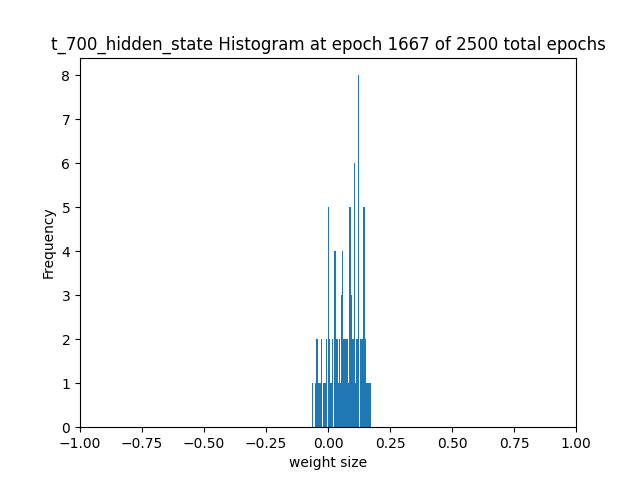 t_700_hidden_state Histogram at epoch 1667 of 2500 total epochs
8
7
6
5
4
3
2
1
0
Frequency
−1.00 −0.75 −0.50 −0.25 0.00 0.25 0.50 0.75 1.00
weight size